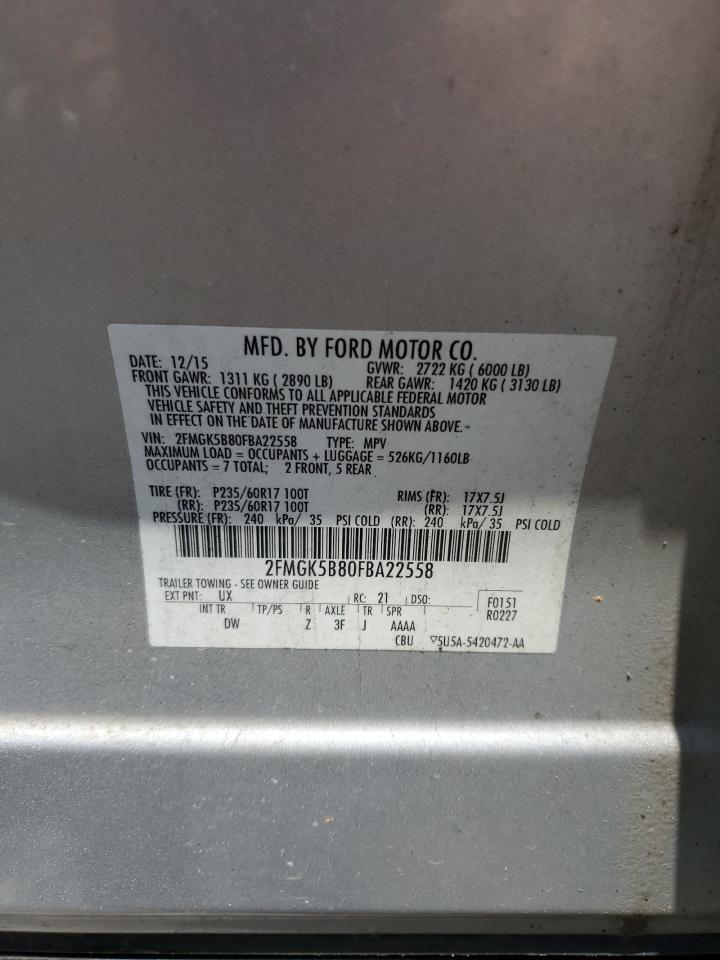 MFD. BY FORD MOTOR CO.
DATE: 12/15 GVWR: 2722 KG ( 6000 LB)
FRONT GAWR: 1311 KG ( 2890 LB) REAR GAWR: 1420 KG ( 3130 LB)
THIS VEHICLE CONFORMS TO ALL APPLICABLE FEDERAL MOTOR
VEHICLE SAFETY AND THEFT PREVENTION STANDARDS
IN EFFECT ON THE DATE OF MANUFACTURE SHOWN ABOVE.
VIN: 2FMGK5B80FBA22558 TYPE: MPV
MAXIMUM LOAD = OCCUPANTS + LUGGAGE = 526KG/1160LB
OCCUPANTS = 7 TOTAL; 2 FRONT, 5 REAR
TIRE (FR): P235/60R17 100T RIMS (FR): 17X7.5J
(RR): P235/60R17 100T (RR): 17X7.5J
PRESSURE (FR): 240 kPa/ 35 PSI COLD (RR): 240 kPa/ 35 PSI COLD
2FMGK5B80FBA22558
TRAILER TOWING - SEE OWNER GUIDE
EXT PNT: UX RC: 21 DSO: F0151
INT TR TP/PS R AXLE TR SPR R0227
DW Z 3F J AAAA
CBU ▽5U5A-5420472-AA